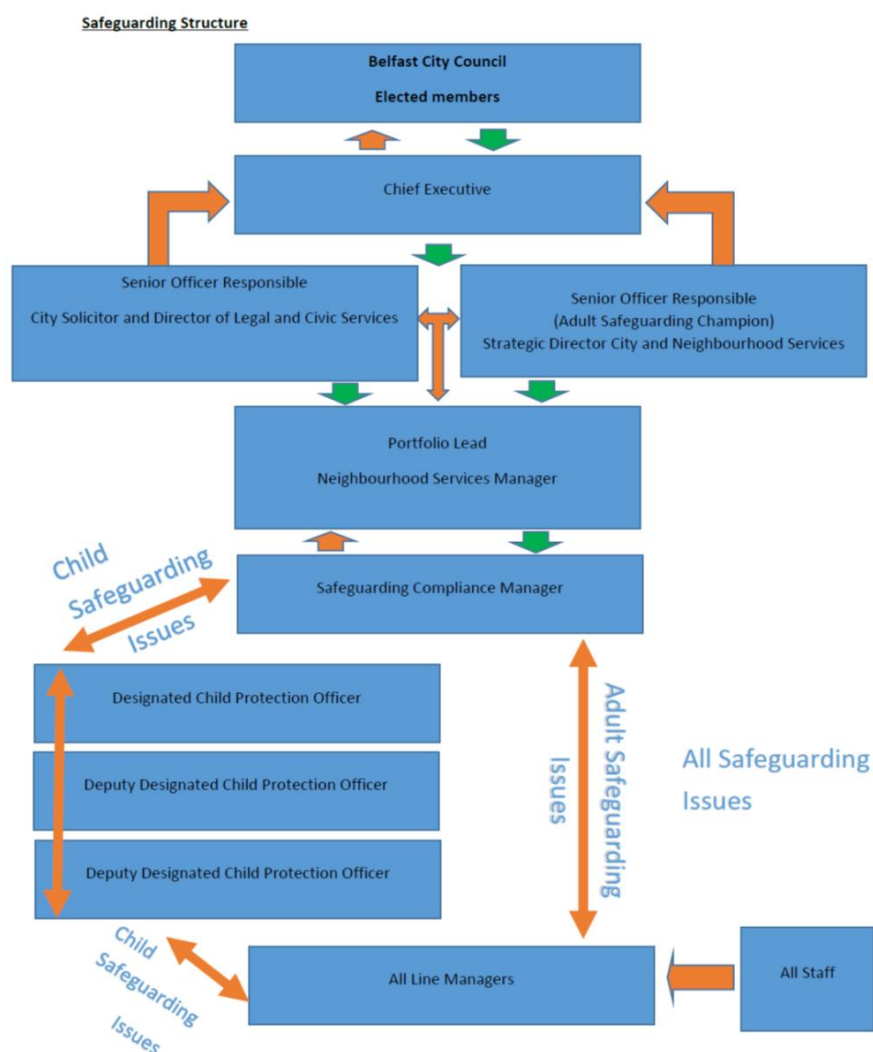 Safeguarding Structure
Belfast City Council
Elected members
Chief Executive
Senior Officer Responsible
City Solicitor and Director of Legal and Civic Services
Senior Officer Responsible
(Adult Safeguarding Champion)
Strategic Director City and Neighbourhood Services
Portfolio Lead
Neighbourhood Services Manager
Child
Safeguarding
Issues
Safeguarding Compliance Manager
Designated Child Protection Officer
Deputy Designated Child Protection Officer
Deputy Designated Child Protection Officer
Adult Safeguarding
Issues
All Safeguarding
Issues
Child
Safeguarding
Issues
All Line Managers
All Staff